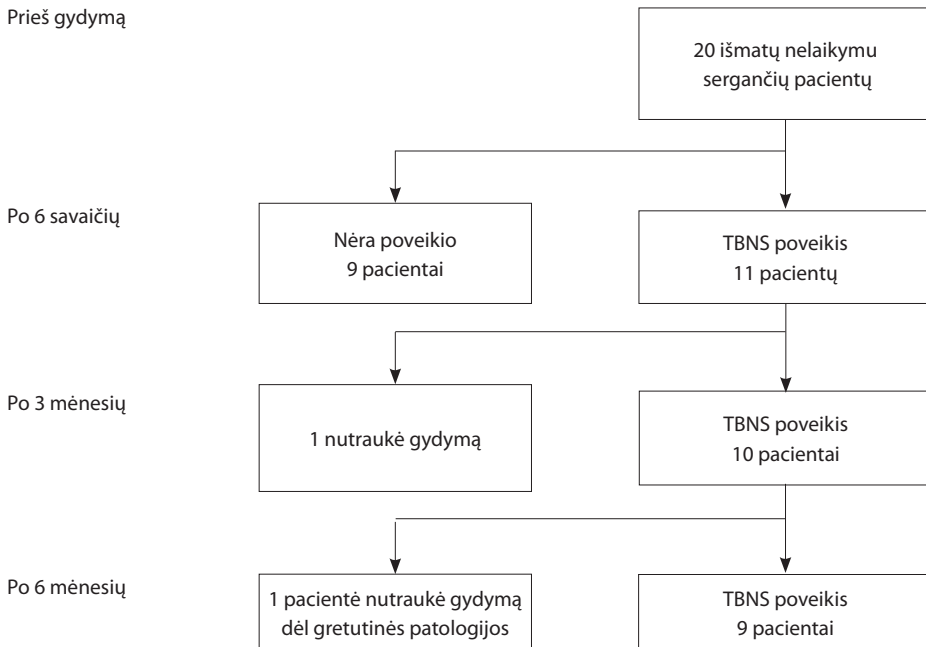 Prieš gydymą
20 išmatų nelaikymu
sergančių pacientų
Po 6 savaičių
Nėra poveikio
9 pacientai
TBNS poveikis
11 pacientų
Po 3 mėnesių
1 nutraukė gydymą
TBNS poveikis
10 pacientai
Po 6 mėnesių
1 pacientė nutraukė gydymą
dėl gretutinės patologijos
TBNS poveikis
9 pacientai